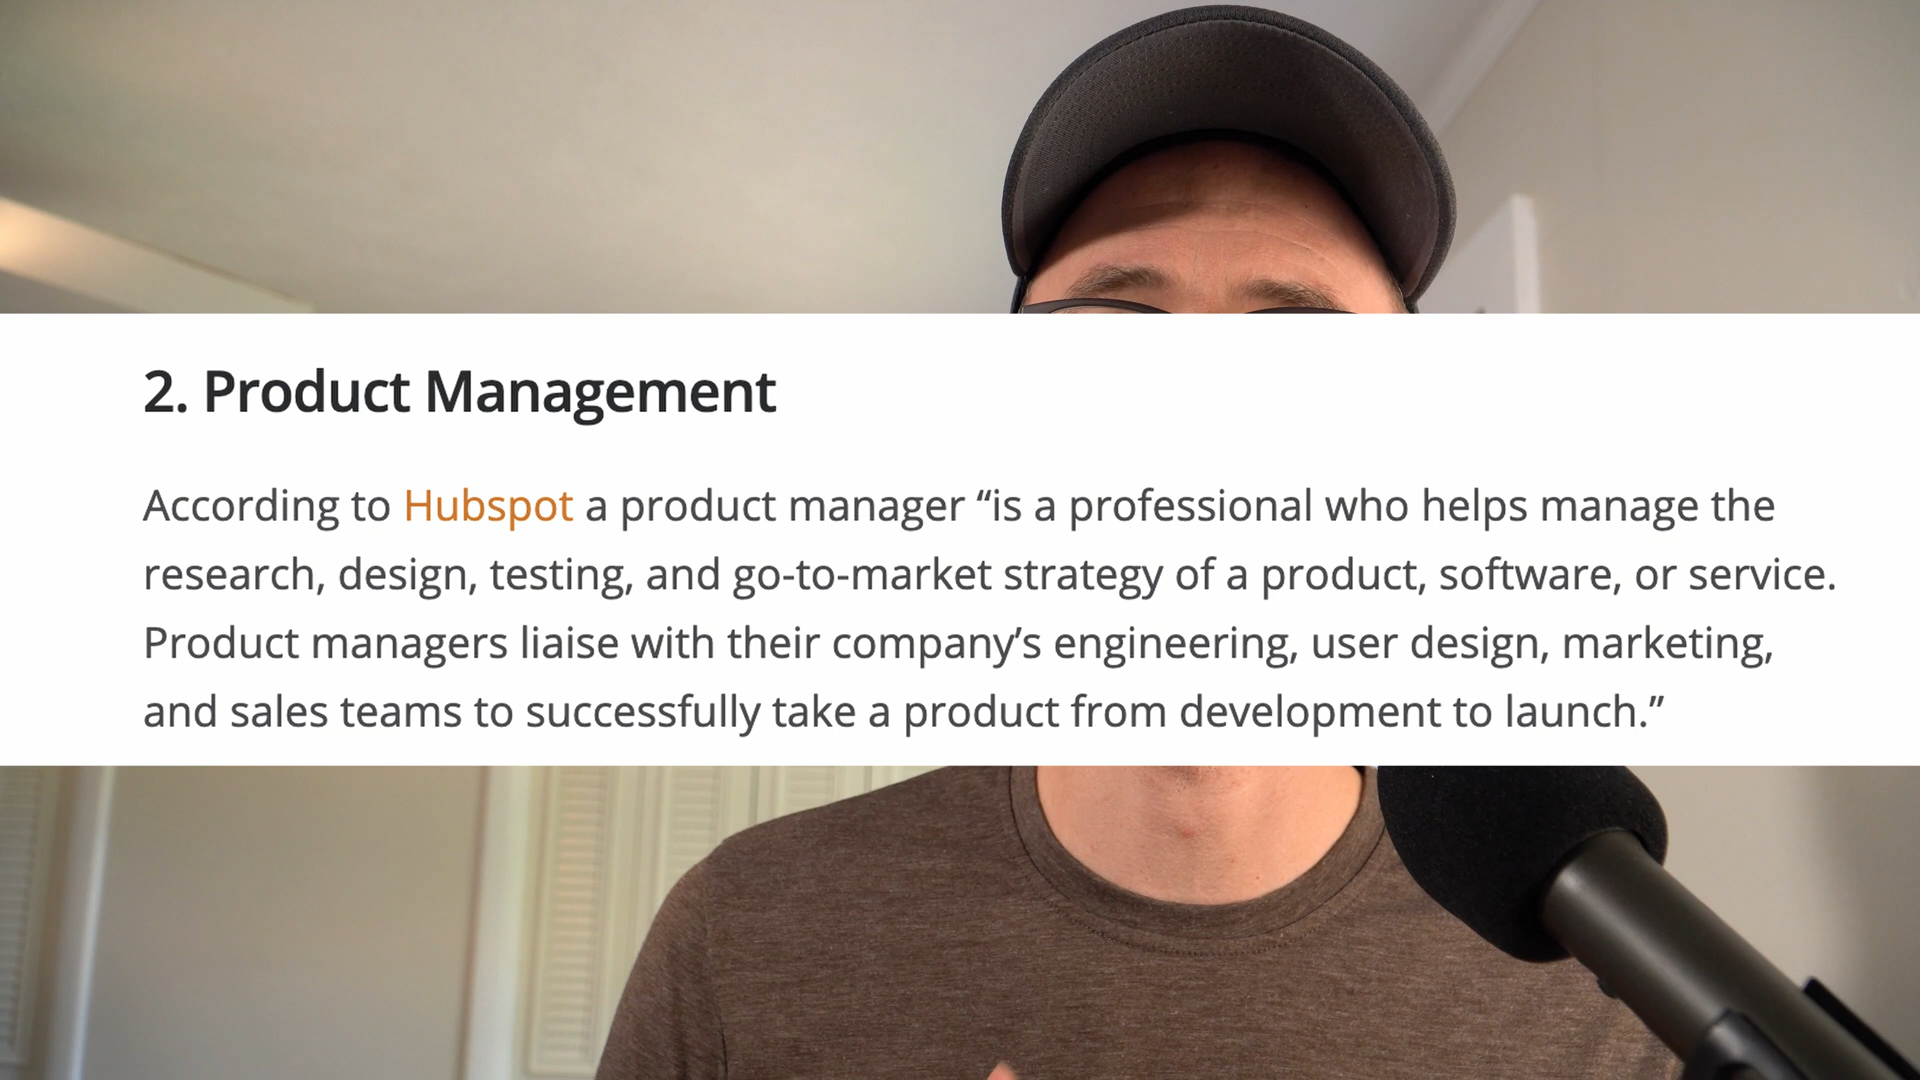 2. Product Management
According to Hubspot a product manager “is a professional who helps manage the
research, design, testing, and go-to-market strategy of a product, software, or service.
Product managers liaise with their company’s engineering, user design, marketing,
and sales teams to successfully take a product from development to launch.”